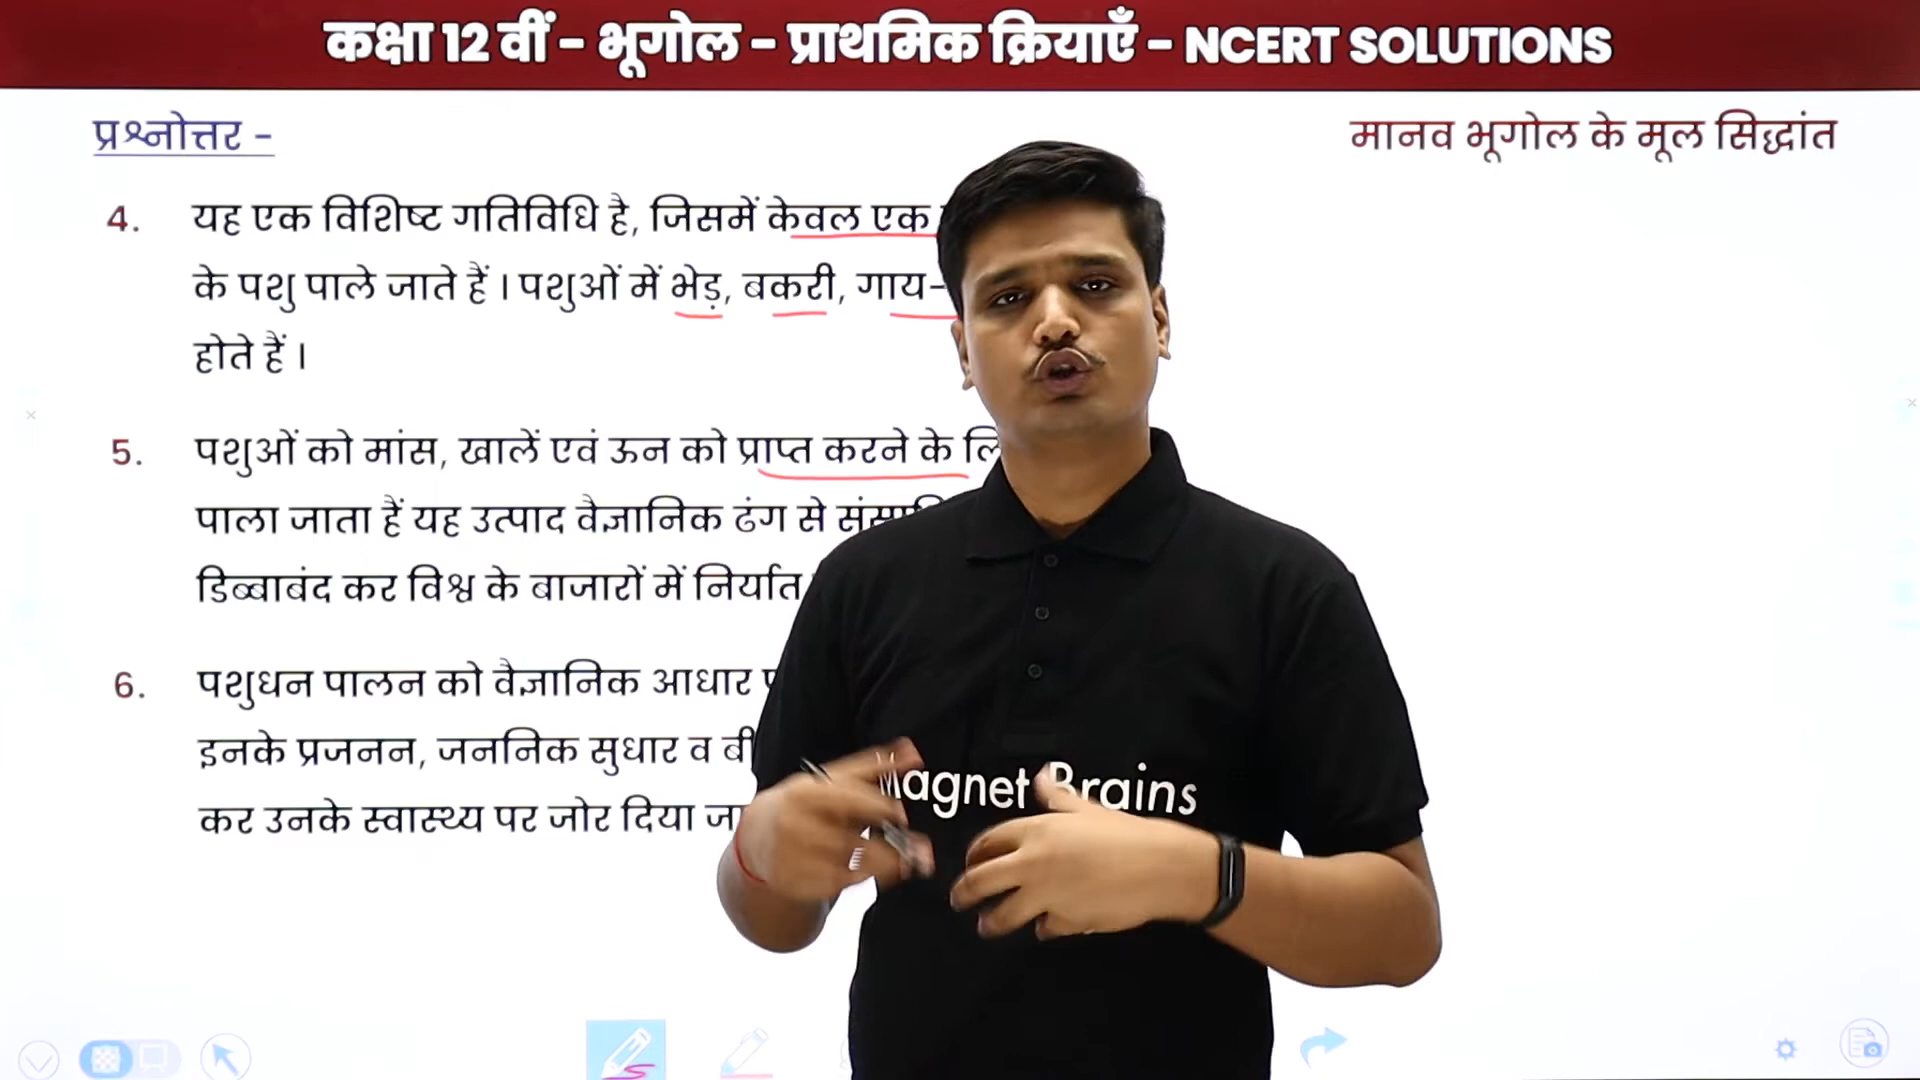 कक्षा 12 वीं - भूगोल - प्राथमिक क्रियाएँ - NCERT SOLUTIONS
प्रश्नोत्तर -
मानव भूगोल के मूल सिद्धांत
4. यह एक विशिष्ट गतिविधि है, जिसमें केवल एक
के पशु पाले जाते हैं । पशुओं में भेड़, बकरी, गाय-
होते हैं ।
5. पशुओं को मांस, खालें एवं ऊन को प्राप्त करने के
पाला जाता हैं यह उत्पाद वैज्ञानिक ढंग से
डिब्बाबंद कर विश्व के बाजारों में निर्यात
6. पशुधन पालन को वैज्ञानिक आधार
इनके प्रजनन, जननिक सुधार व
कर उनके स्वास्थ्य पर जोर दिया
Magnet Brains